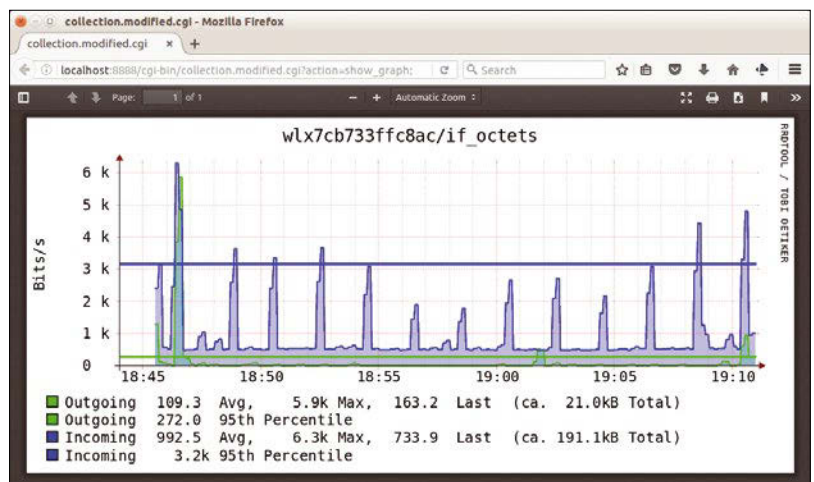 collection.modified.cgi - Mozilla Firefox
collection.modified.cgi × +
localhost:8888/cgi-bin/collection.modified.cgi?action=show_graph; Search
Page: 1 of 1 − + Automatic Zoom
wlx7cb733ffc8ac/if_octets
RRDTOOL / TOBI OETIKER
Bits/s
6 k
5 k
4 k
3 k
2 k
1 k
0
18:45 18:50 18:55 19:00 19:05 19:10
Outgoing 109.3 Avg, 5.9k Max, 163.2 Last (ca. 21.0kB Total)
Outgoing 272.0 95th Percentile
Incoming 992.5 Avg, 6.3k Max, 733.9 Last (ca. 191.1kB Total)
Incoming 3.2k 95th Percentile